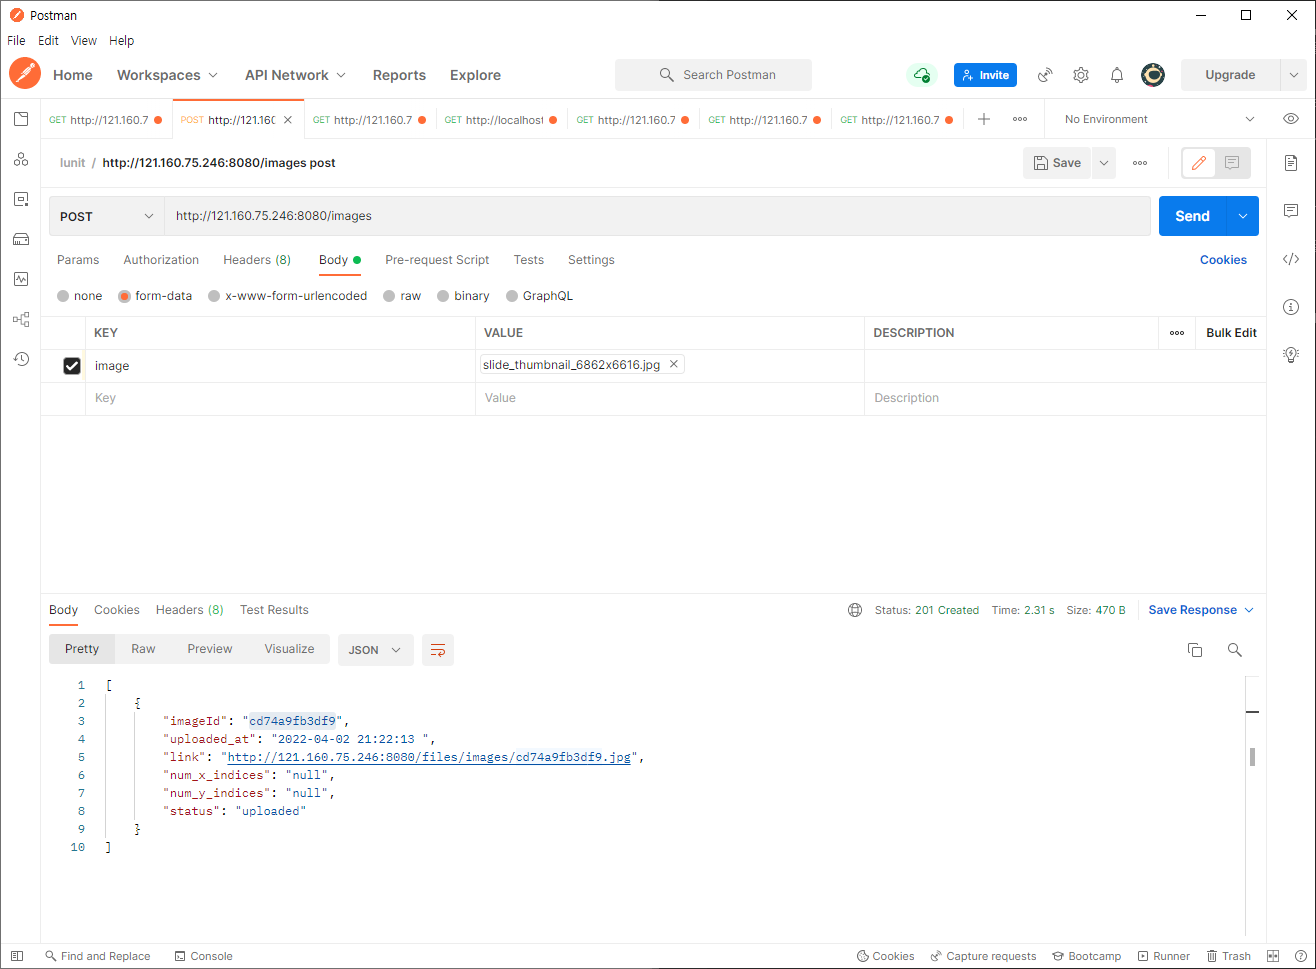 Postman
File Edit View Help
Home Workspaces API Network Reports Explore Search Postman Invite Upgrade
GET http://121.160.7 POST http://121.160 GET http://121.160.7 GET http://localhost GET http://121.160.7 GET http://121.160.7 GET http://121.160.7 No Environment
lunit / http://121.160.75.246:8080/images post Save
POST http://121.160.75.246:8080/images Send
Params Authorization Headers (8) Body Pre-request Script Tests Settings Cookies
none form-data x-www-form-urlencoded raw binary GraphQL
KEY VALUE DESCRIPTION Bulk Edit
image slide_thumbnail_6862x6616.jpg
Key Value Description
Body Cookies Headers (8) Test Results Status: 201 Created Time: 2.31 s Size: 470 B Save Response
Pretty Raw Preview Visualize JSON
1 [
2 {
3 "imageId": "cd74a9fb3df9",
4 "uploaded_at": "2022-04-02 21:22:13 ",
5 "link": "http://121.160.75.246:8080/files/images/cd74a9fb3df9.jpg",
6 "num_x_indices": "null",
7 "num_y_indices": "null",
8 "status": "uploaded"
9 }
10 ]
Find and Replace Console Cookies Capture requests Bootcamp Runner Trash